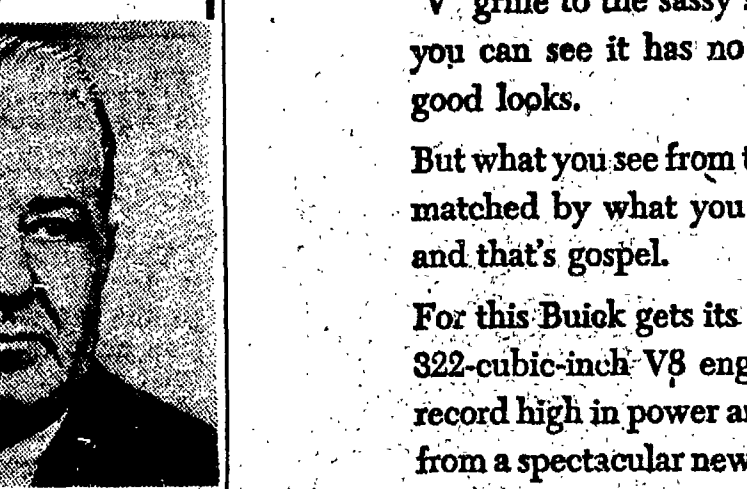 "V" grille to the sassy
you can see it has no
good looks.
But what you see from
matched by what you
and that's gospel.
For this Buick gets its
322-cubic-inch V8
record high in power
from a spectacular new